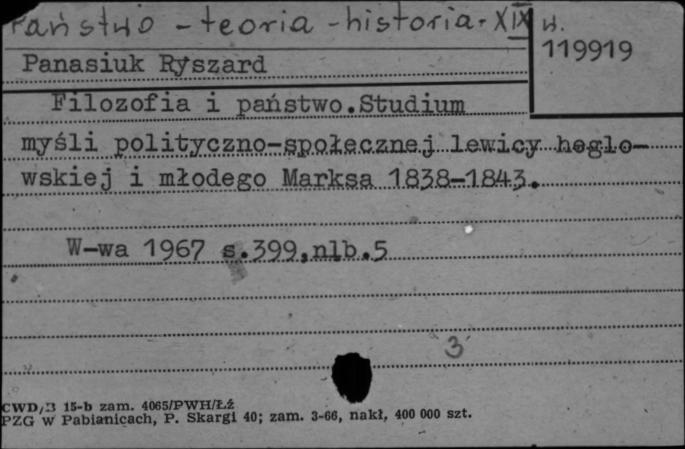 Państwo - teoria - historia - XIX w.
119919
Panasiuk Ryszard
Filozofia i państwo.Studium
myśli polityczno-społecznej lewicy heglo-
wskiej i młodego Marksa 1838-1843.
W-wa 1967 s.399,nlb.5
3
CWD/3 15-b zam. 4065/PWH/Łź
PZG w Pabianicach, P. Skargi 40; zam. 3-66, nakł. 400 000 szt.